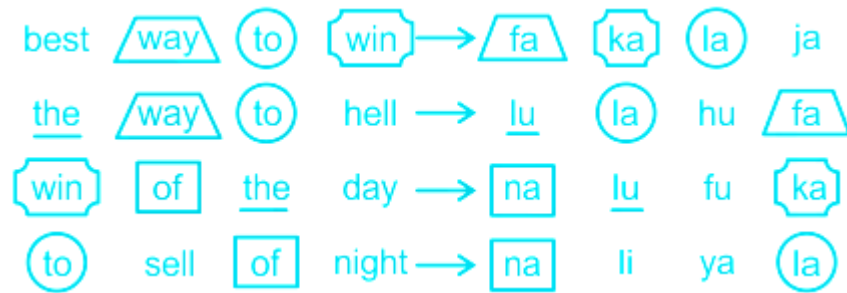 best way to win → fa ka la ja
the way to hell → lu la hu fa
win of the day → na lu fu ka
to sell of night → na li ya la